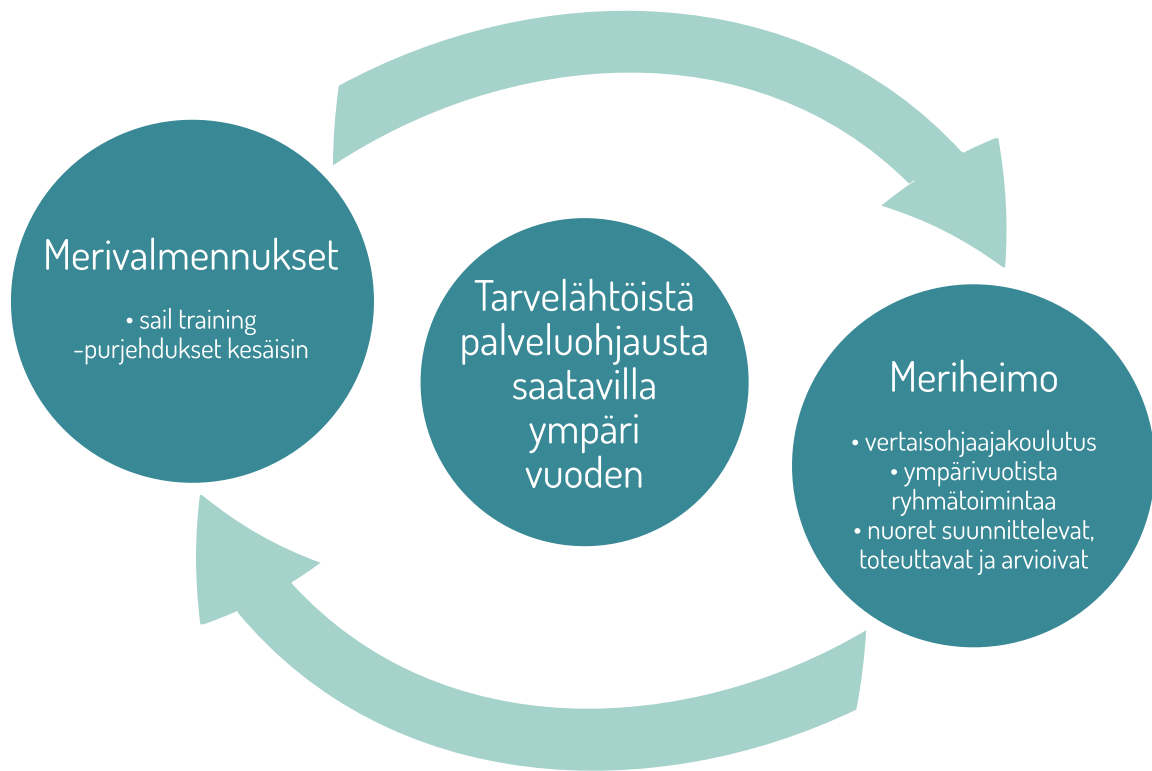 Merivalmennukset
• sail training
-purjehdukset kesäisin
Tarvelähtöistä
palveluohjausta
saatavilla
ympäri
vuoden
Meriheimo
• vertaisohjaajakoulutus
• ympärivuotista
ryhmätoimintaa
• nuoret suunnittelevat,
toteuttavat ja arvioivat